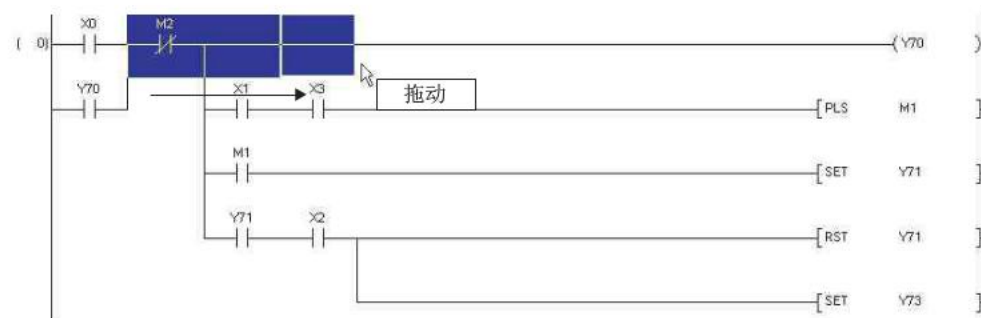 X0 M2
( 0) (Y70 )
Y70 X1 X3 拖动
[PLS M1 ]
M1
[SET Y71 ]
Y71 X2
[RST Y71 ]
[SET Y73 ]